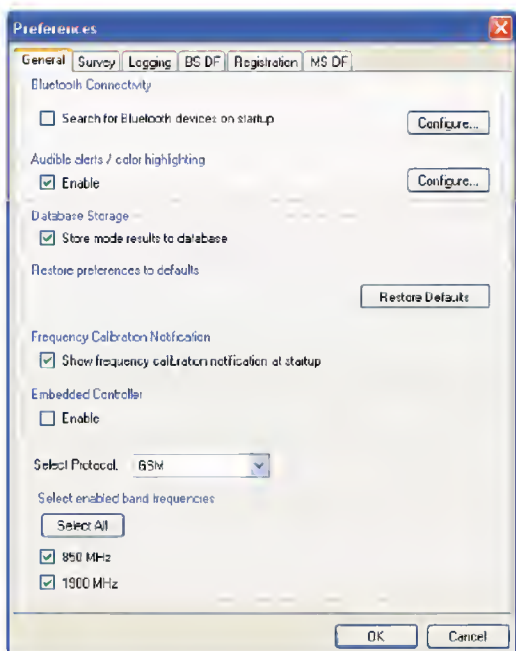 Preferences
General Survey Logging BS DF Registration MS DF
Bluetooth Connectivity
Search for Bluetooth devices on startup
Configure...
Audible alerts / color highlighting
Enable
Configure...
Database Storage
Store mode results to database
Restore preferences to defaults
Restore Defaults
Frequency Calibration Notification
Show frequency calibration notification at startup
Embedded Controller
Enable
Select Protocol: GSM
Select enabled band frequencies
Select All
850 MHz
1900 MHz
OK Cancel